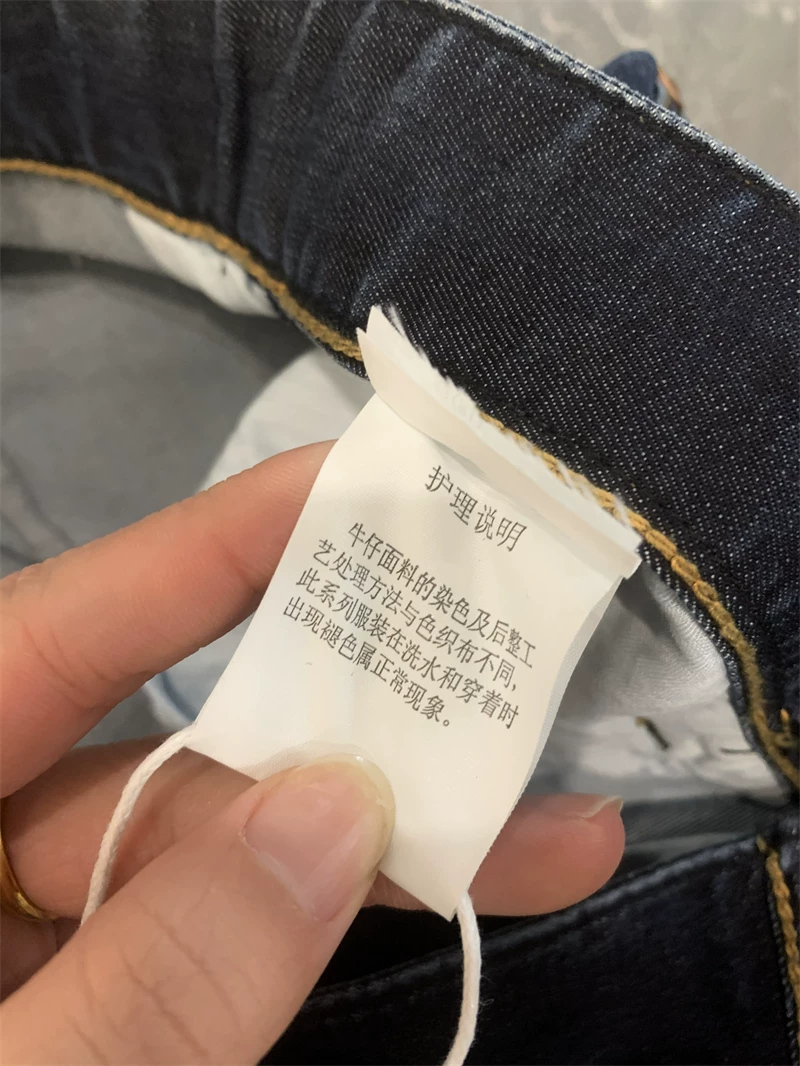 护理说明
牛仔面料的染色及后整工
艺处理方法与色织布不同,
此系列服装在洗水和穿着时
出现褪色属正常现象。